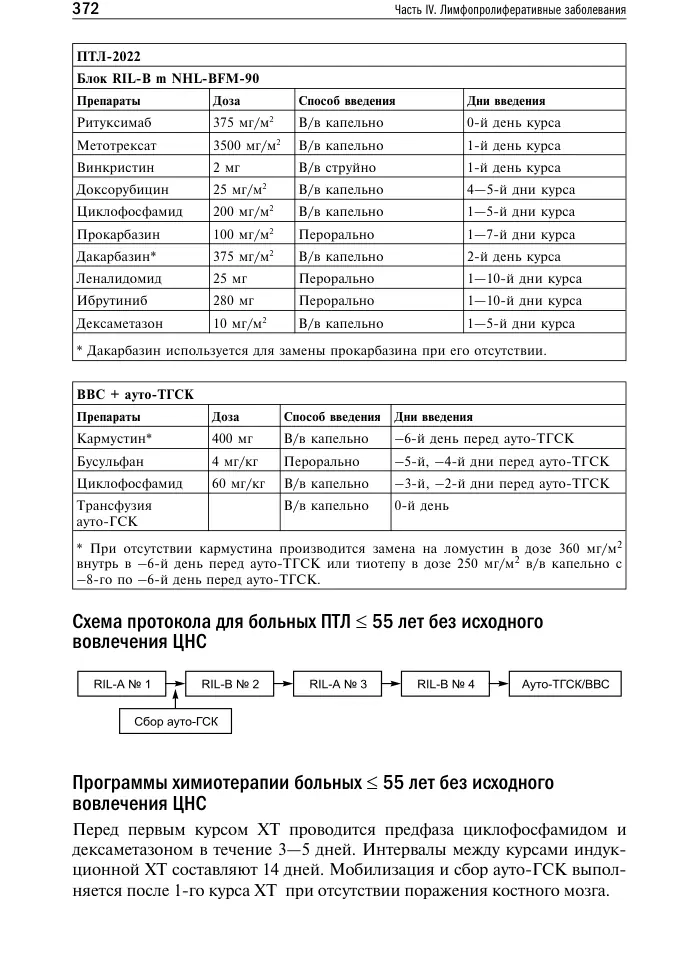 372
Часть IV. Лимфопролиферативные заболевания
ПТЛ-2022
Блок RIL-B m NHL-BFM-90
Препараты Доза Способ введения Дни введения
Ритуксимаб 375 мг/м² В/в капельно 0-й день курса
Метотрексат 3500 мг/м² В/в капельно 1-й день курса
Винкристин 2 мг В/в струйно 1-й день курса
Доксорубицин 25 мг/м² В/в капельно 4—5-й дни курса
Циклофосфамид 200 мг/м² В/в капельно 1—5-й дни курса
Прокарбазин 100 мг/м² Перорально 1—7-й дни курса
Дакарбазин* 375 мг/м² В/в капельно 2-й день курса
Леналидомид 25 мг Перорально 1—10-й дни курса
Ибрутиниб 280 мг Перорально 1—10-й дни курса
Дексаметазон 10 мг/м² В/в капельно 1—5-й дни курса
* Дакарбазин используется для замены прокарбазина при его отсутствии.
ВВС + ауто-ТГСК
Препараты Доза Способ введения Дни введения
Кармустин* 400 мг В/в капельно −6-й день перед ауто-ТГСК
Бусульфан 4 мг/кг Перорально −5-й, −4-й дни перед ауто-ТГСК
Циклофосфамид 60 мг/кг В/в капельно −3-й, −2-й дни перед ауто-ТГСК
Трансфузия В/в капельно 0-й день
ауто-ГСК
* При отсутствии кармустина производится замена на ломустин в дозе 360 мг/м²
внутрь в −6-й день перед ауто-ТГСК или тиотепу в дозе 250 мг/м² в/в капельно с
−8-го по −6-й день перед ауто-ТГСК.
Схема протокола для больных ПТЛ ≤ 55 лет без исходного
вовлечения ЦНС
RIL-A № 1 RIL-B № 2 RIL-A № 3 RIL-B № 4 Ауто-ТГСК/ВВС
Сбор ауто-ГСК
Программы химиотерапии больных ≤ 55 лет без исходного
вовлечения ЦНС
Перед первым курсом ХТ проводится предфаза циклофосфамидом и
дексаметазоном в течение 3—5 дней. Интервалы между курсами индук-
ционной ХТ составляют 14 дней. Мобилизация и сбор ауто-ГСК выпол-
няется после 1-го курса ХТ при отсутствии поражения костного мозга.